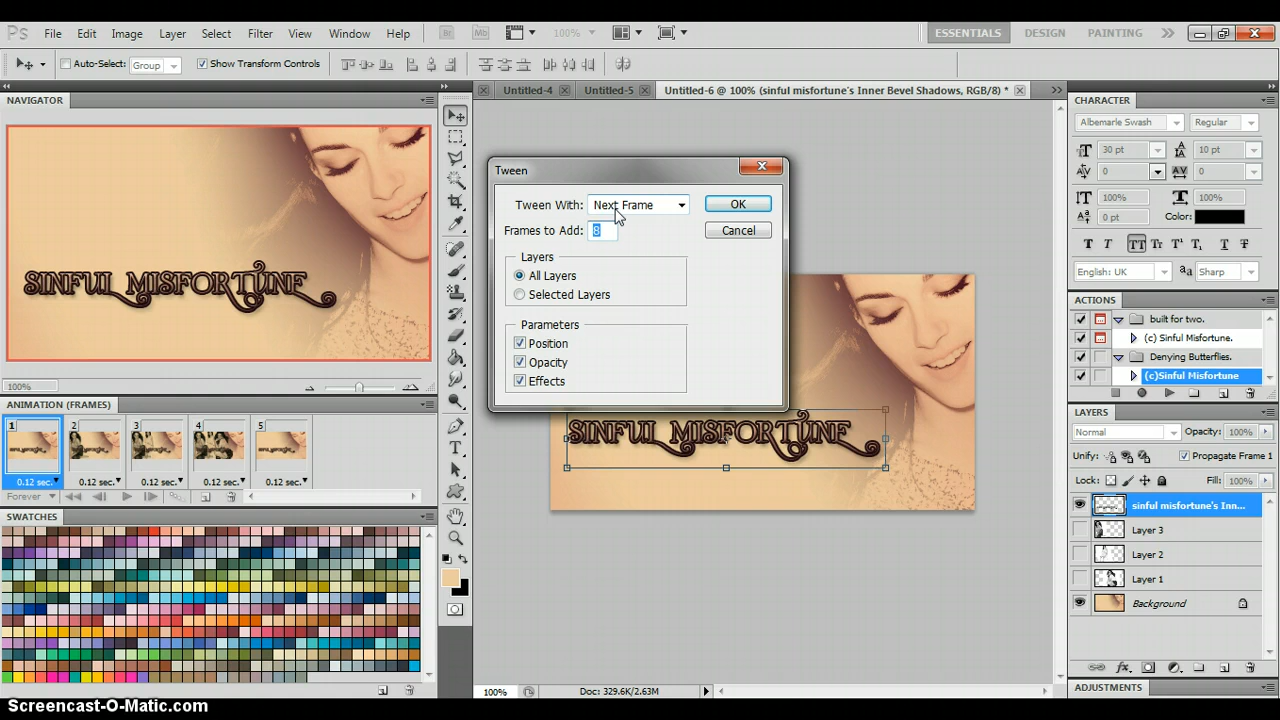 Ps File Edit Image Layer Select Filter View Window Help Br Mb 100% ESSENTIALS DESIGN PAINTING
Auto-Select: Group Show Transform Controls
NAVIGATOR
SINFUL MISFORTUNE
100%
ANIMATION (FRAMES)
1 2 3 4 5
0.12 sec. 0.12 sec. 0.12 sec. 0.12 sec. 0.12 sec.
Forever
SWATCHES
Untitled-4 Untitled-5 Untitled-6 @ 100% (sinful misfortune's Inner Bevel Shadows, RGB/8) *
Tween
Tween With: Next Frame OK
Frames to Add: 8 Cancel
Layers
All Layers
Selected Layers
Parameters
Position
Opacity
Effects
SINFUL MISFORTUNE
100% Doc: 329.6K/2.63M
CHARACTER
Albemarle Swash Regular
30 pt 10 pt
0 0
100% 100%
0 pt Color:
English: UK Sharp
ACTIONS
built for two.
(c) Sinful Misfortune.
Denying Butterflies.
(c)Sinful Misfortune
LAYERS
Normal Opacity: 100%
Unify: Propagate Frame 1
Lock: Fill: 100%
sinful misfortune's Inn...
Layer 3
Layer 2
Layer 1
Background
ADJUSTMENTS
Screencast-O-Matic.com